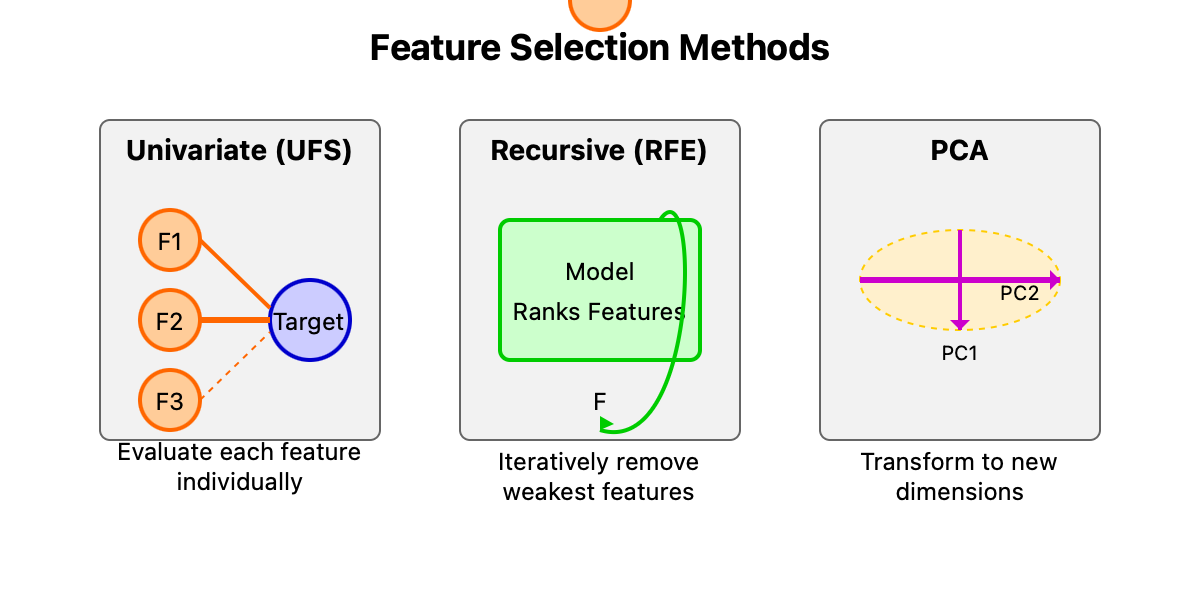 Feature Selection Methods
Univariate (UFS)
F1
F2
Target
F3
Evaluate each feature
individually
Recursive (RFE)
Model
Ranks Features
F
Iteratively remove
weakest features
PCA
PC2
PC1
Transform to new
dimensions